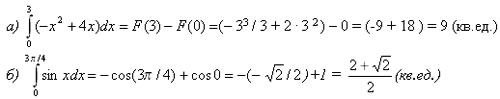 а) ∫₀³(−x² + 4x)dx = F(3) − F(0) = (− 3³ / 3 + 2 · 3²) − 0 = (-9 + 18) = 9 (кв.ед.)
б) ∫₀^{3π/4} sin xdx = − cos(3π / 4) + cos 0 = −(− √2 / 2) +1 = (2 + √2)/2 (кв.ед.)